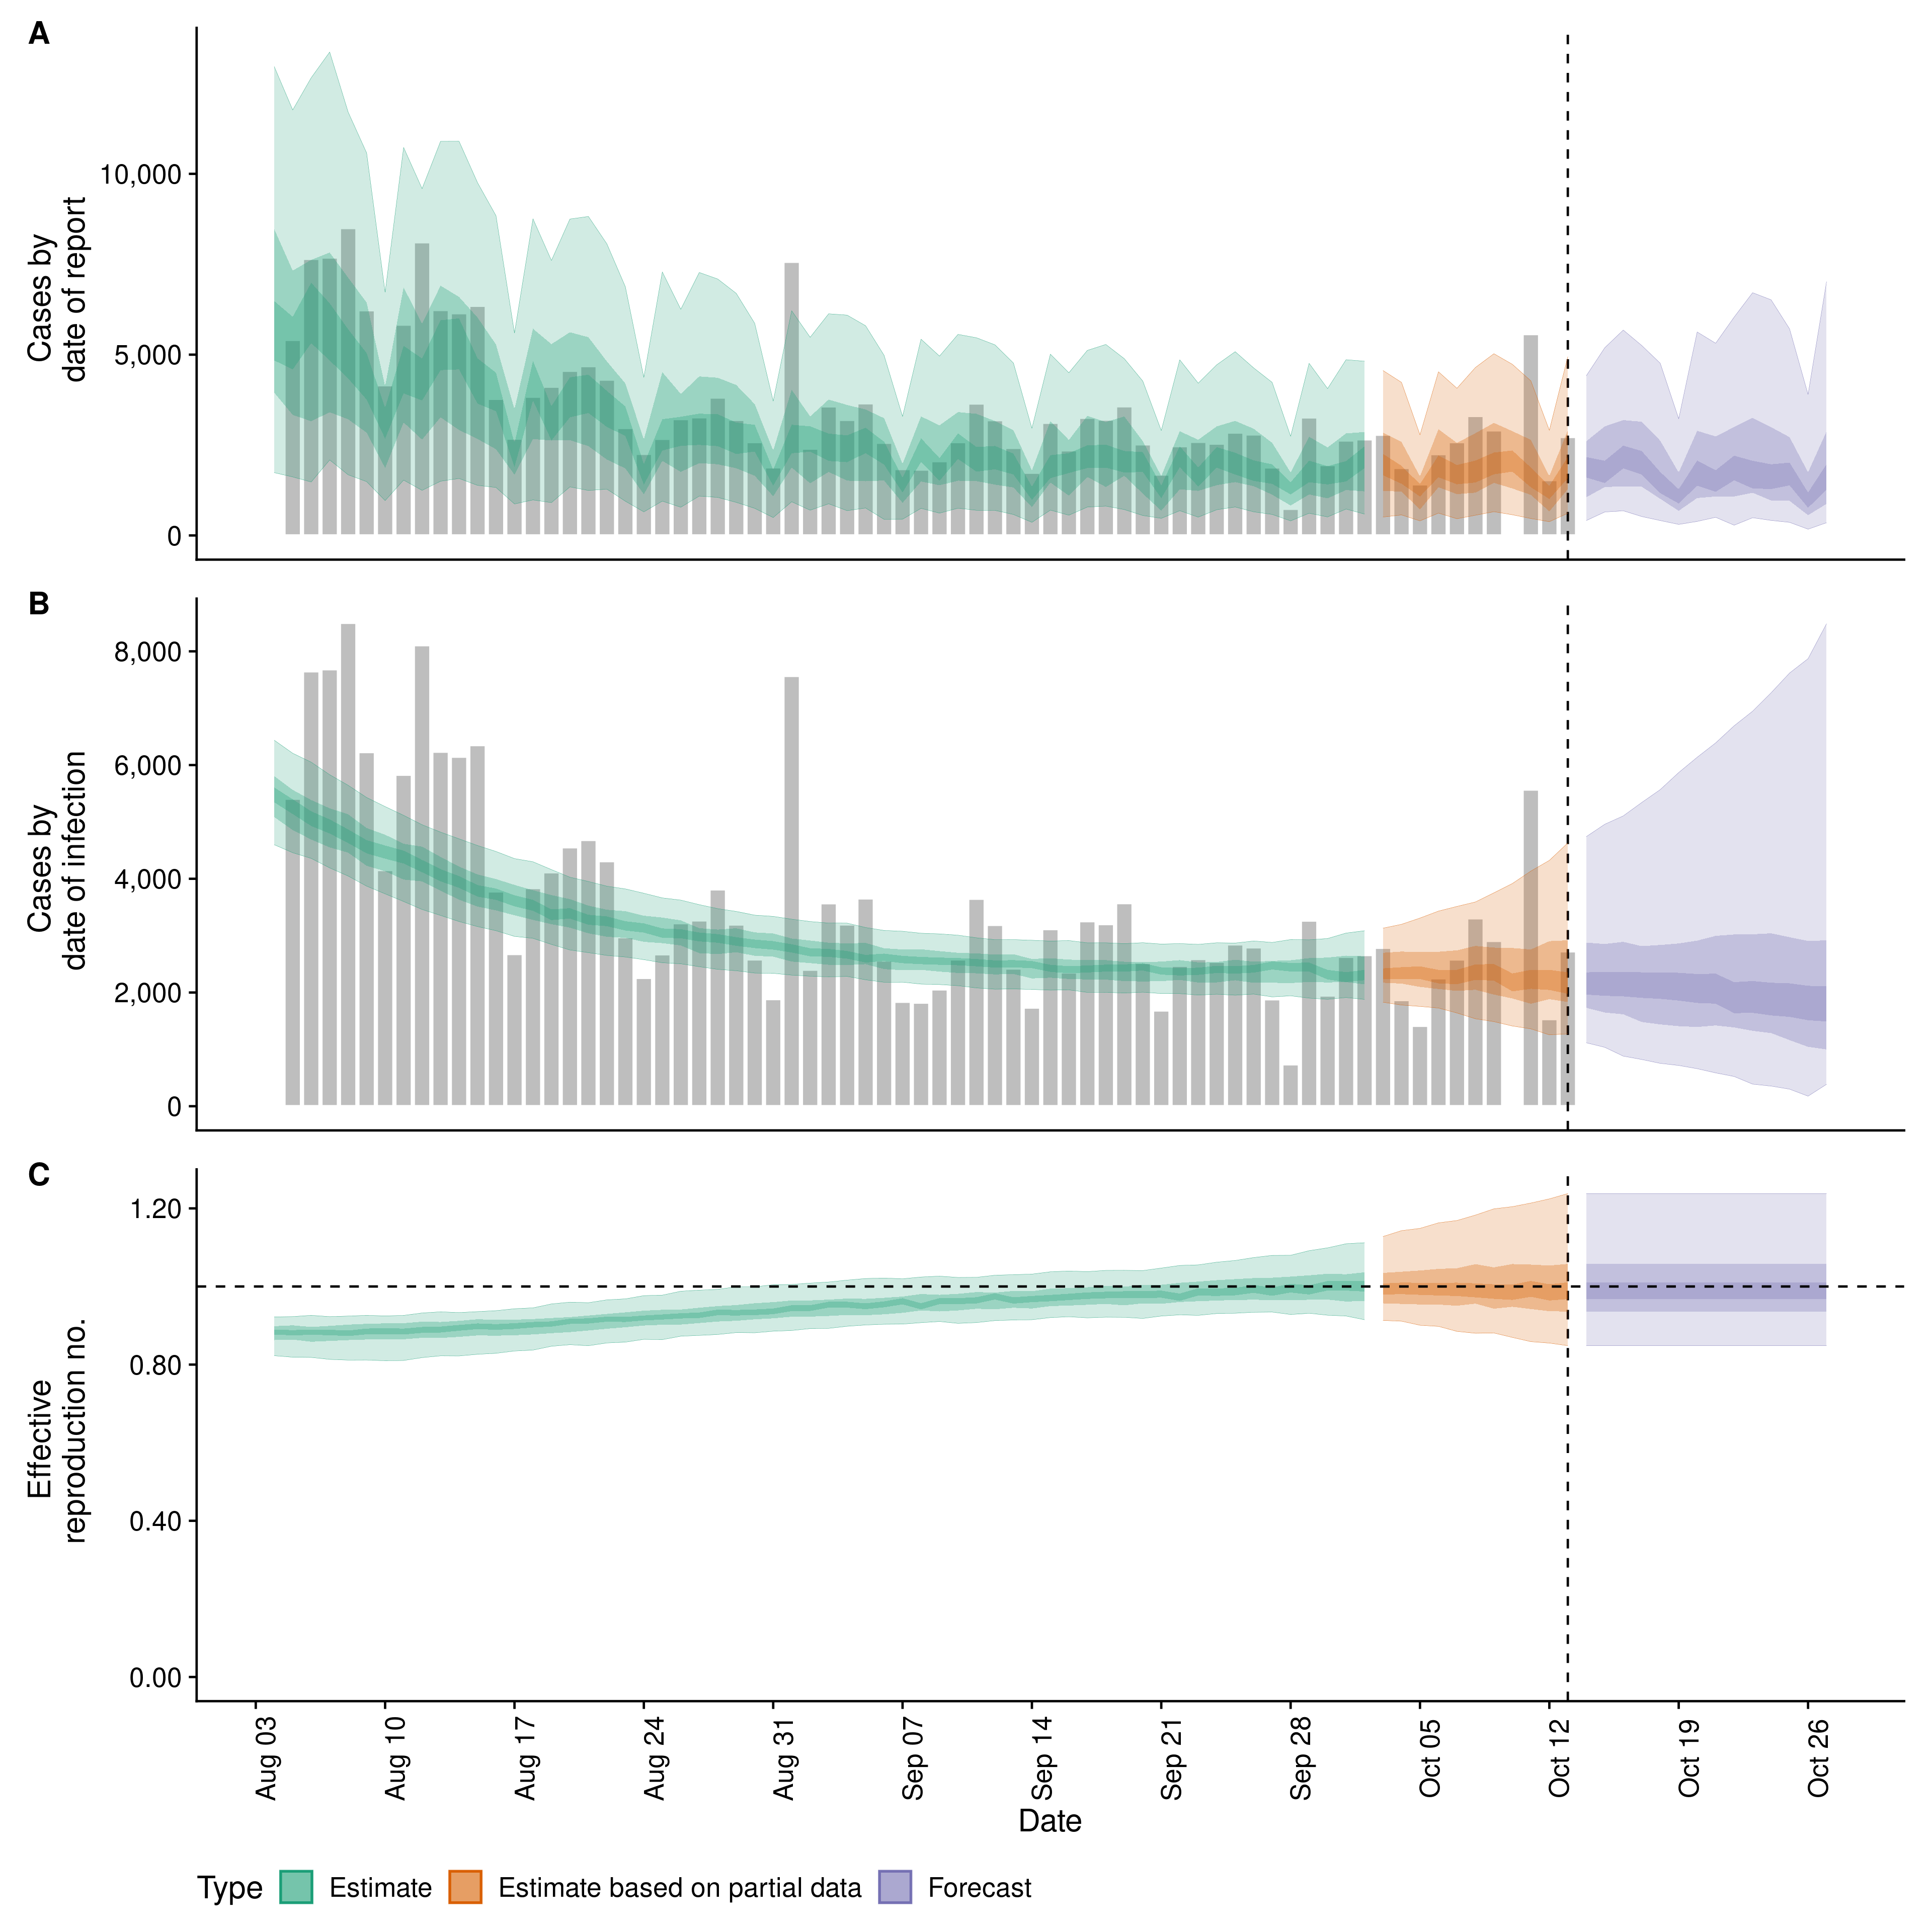 A
Cases by
date of report
10,000
5,000
0
B
Cases by
date of infection
8,000
6,000
4,000
2,000
0
C
Effective
reproduction no.
1.20
0.80
0.40
0.00
Aug 03
Aug 10
Aug 17
Aug 24
Aug 31
Sep 07
Sep 14
Sep 21
Sep 28
Oct 05
Oct 12
Oct 19
Oct 26
Date
Type Estimate Estimate based on partial data Forecast